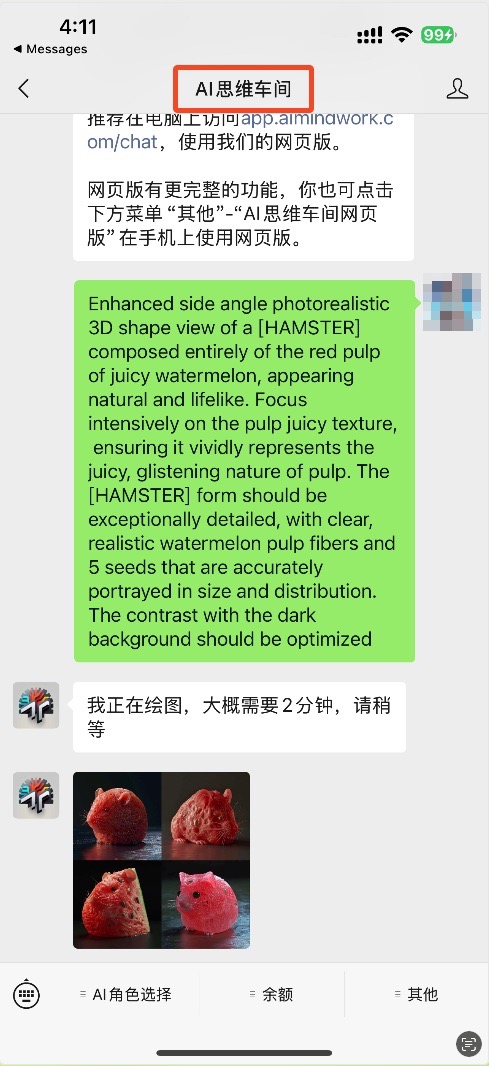 4:11
◀ Messages
99+
AI思维车间
推荐在电脑上访问app.aimindwork.c
om/chat，使用我们的网页版。
网页版有更完整的功能，你也可点击
下方菜单“其他”-“AI思维车间网页
版”在手机上使用网页版。
Enhanced side angle photorealistic
3D shape view of a [HAMSTER]
composed entirely of the red pulp
of juicy watermelon, appearing
natural and lifelike. Focus
intensively on the pulp juicy texture,
ensuring it vividly represents the
juicy, glistening nature of pulp. The
[HAMSTER] form should be
exceptionally detailed, with clear,
realistic watermelon pulp fibers and
5 seeds that are accurately
portrayed in size and distribution.
The contrast with the dark
background should be optimized
我正在绘图，大概需要2分钟，请稍
等
AI角色选择
余额
其他